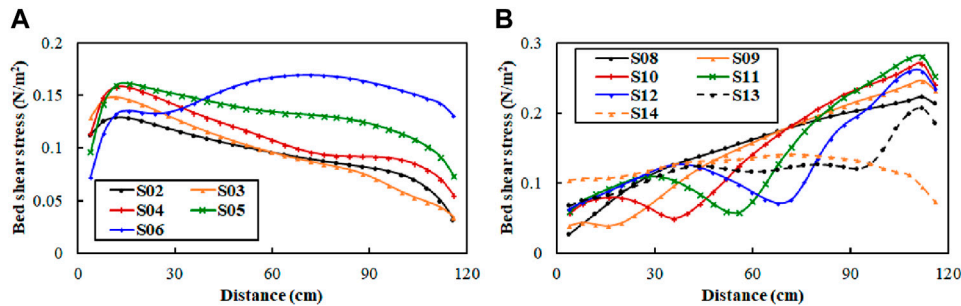 A
Bed shear stress (N/m²)
0.2
0.15
0.1
0.05
0
S02
S03
S04
S05
S06
0
30
60
90
120
Distance (cm)
B
Bed shear stress (N/m²)
0.3
0.2
0.1
0
S08
S09
S10
S11
S12
S13
S14
0
30
60
90
120
Distance (cm)